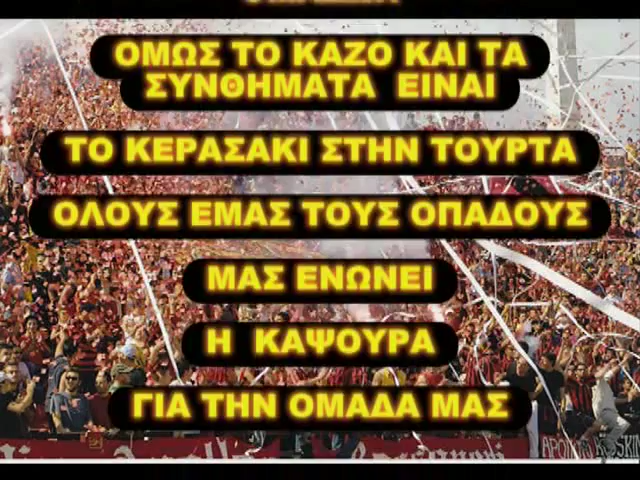 ΟΜΩΣ ΤΟ ΚΑΖΟ ΚΑΙ ΤΑ
ΣΥΝΘΗΜΑΤΑ ΕΙΝΑΙ
ΤΟ ΚΕΡΑΣΑΚΙ ΣΤΗΝ ΤΟΥΡΤΑ
ΟΛΟΥΣ ΕΜΑΣ ΤΟΥΣ ΟΠΑΔΟΥΣ
ΜΑΣ ΕΝΩΝΕΙ
Η ΚΑΨΟΥΡΑ
ΓΙΑ ΤΗΝ ΟΜΑΔΑ ΜΑΣ